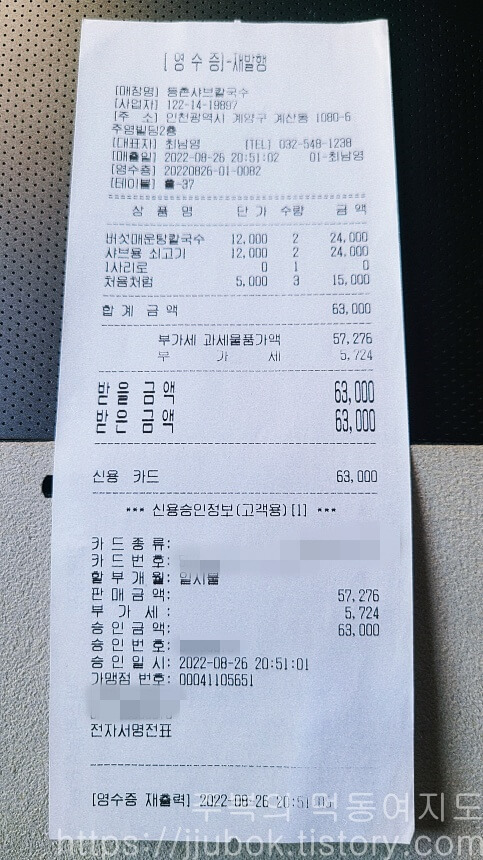 [영수증]-재발행
[매장명] 등촌샤브칼국수
[사업자] 122-14-19897
[주 소] 인천광역시 계양구 계산동 1080-6
주영빌딩2층
[대표자] 최남영 [TEL] 032-548-1238
[매출일] 2022-08-26 20:51:02 01-최남영
[영수증] 20220826-01-0082
[테이블] 홀-37
상 품 명 단 가 수량 금 액
버섯매운탕칼국수 12,000 2 24,000
샤브용 쇠고기 12,000 2 24,000
1사리로 0 1 0
처음처럼 5,000 3 15,000
합 계 금 액 63,000
부가세 과세물품가액 57,276
부 가 세 5,724
받을 금액 63,000
받은 금액 63,000
신용 카드 63,000
*** 신용승인정보(고객용) [1] ***
카 드 종 류:
카 드 번 호:
할 부 개 월: 일시불
판 매 금 액: 57,276
부 가 세 : 5,724
승 인 금 액: 63,000
승 인 번 호:
승 인 일 시: 2022-08-26 20:51:01
가맹점 번호: 00041105651
전자서명전표
[영수증 재출력] 2022-08-26 20:51:
먹동여지도
https://jjubok.tistory.com